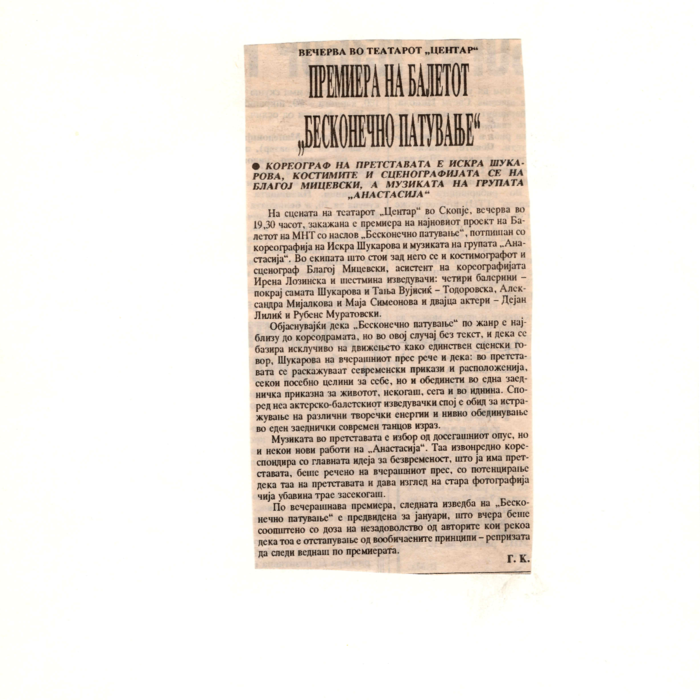 ВЕЧЕРВА ВО ТЕАТАРОТ „ЦЕНТАР“
ПРЕМИЕРА НА БАЛЕТОТ
„БЕСКОНЕЧНО ПАТУВАЊЕ“
● КОРЕОГРАФ НА ПРЕТСТАВАТА Е ИСКРА ШУКА-
РОВА, КОСТИМИТЕ И СЦЕНОГРАФИЈАТА СЕ НА
БЛАГОЈ МИЦЕВСКИ, А МУЗИКАТА НА ГРУПАТА
„АНАСТАСИЈА“
На сцената на театарот „Центар“ во Скопје, вечерва во
19,30 часот, закажана е премиера на најновиот проект на Ба-
летот на МНТ со наслов „Бесконечно патување“, потпишан со
кореографија на Искра Шукарова и музиката на групата „Ана-
стасија“. Во екипата што стои зад него се и костимографот и
сценограф Благој Мицевски, асистент на кореографијата
Ирена Лозинска и шестмина изведувачи: четири балерини –
покрај самата Шукарова и Тања Вујисиќ – Тодоровска, Алек-
сандра Мијалкова и Маја Симеонова и двајца актери – Дејан
Лилиќ и Рубенс Муратовски.
Објаснувајќи дека „Бесконечно патување“ по жанр е нај-
близу до кореодрамата, но во овој случај без текст, и дека се
базира исклучиво на движењето како единствен сценски го-
вор, Шукарова на вчерашниот прес рече и дека: во претста-
вата се раскажуваат севременски прикази и расположенија,
секои посебно целини за себе, но и обединсти во една заед-
ничка приказна за животот, некогаш, сега и во иднина. Спо-
ред неа актерско-балетскиот изведувачки спој е обид за истра-
жување на различни творечки енергии и нивно обединување
во еден заеднички современ танцов израз.
Музиката во претставата е избор од досегашниот опус, но
и некои нови работи на „Анастасија“. Таа извонредно коре-
спондира со главната идеја за безвременост, што ја има прет-
ставата, беше речено на вчерашниот прес, со потенцирање
дека таа на претставата и дава изглед на стара фотографија
чија убавина трае засекогаш.
По вечерашнава премиера, следната изведба на „Беско-
нечно патување“ е предвидена за јануари, што вчера беше
соопштено со доза на незадоволство од авторите кои рекоа
дека тоа е отстапување од вообичаените принципи – репризата
да следи веднаш по премиерата.
Г. К.